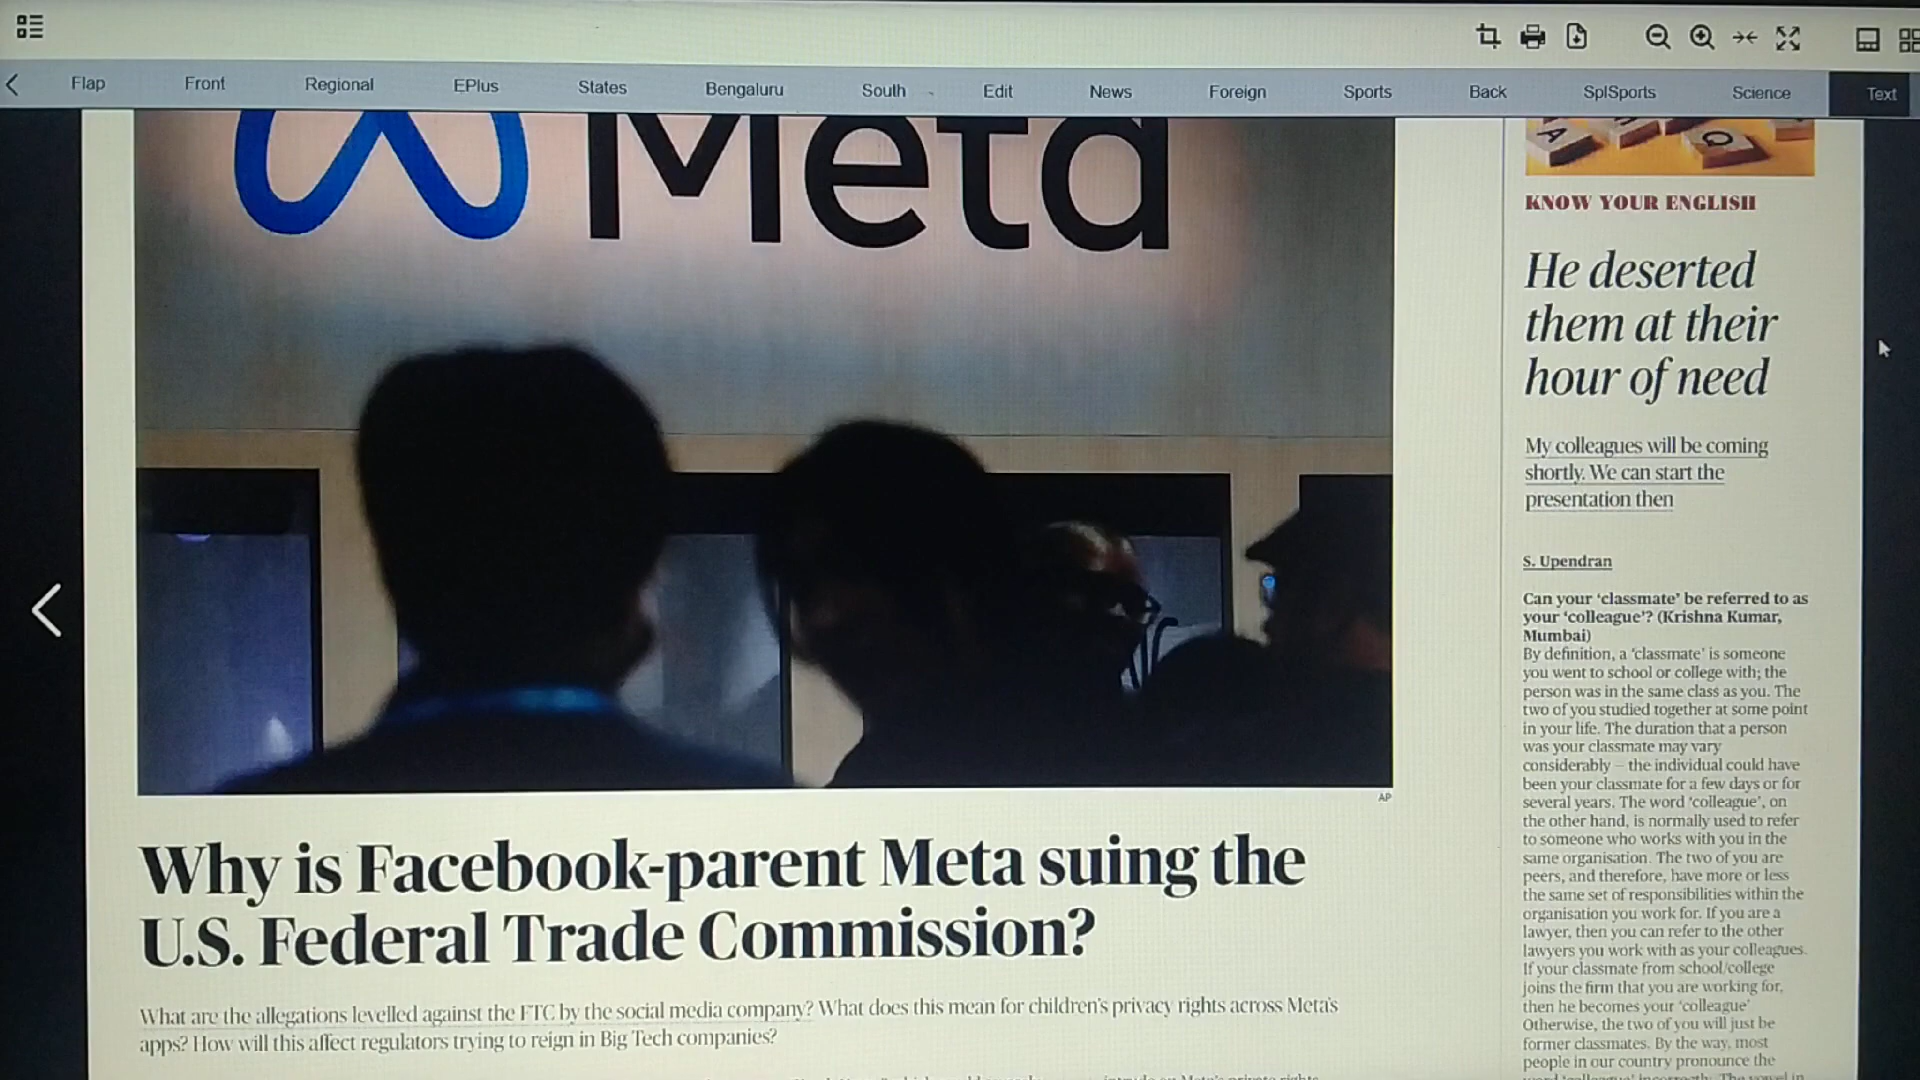 Flap Front Regional EPlus States Bengaluru South Edit News Foreign Sports Back SplSports Science Text
Meta
AP
Why is Facebook-parent Meta suing the
U.S. Federal Trade Commission?
What are the allegations levelled against the FTC by the social media company? What does this mean for children's privacy rights across Meta's
apps? How will this affect regulators trying to reign in Big Tech companies?
A
Q
KNOW YOUR ENGLISH
He deserted
them at their
hour of need
My colleagues will be coming
shortly. We can start the
presentation then
S. Upendran
Can your 'classmate' be referred to as
your 'colleague'? (Krishna Kumar,
Mumbai)
By definition, a 'classmate' is someone
you went to school or college with; the
person was in the same class as you. The
two of you studied together at some point
in your life. The duration that a person
was your classmate may vary
considerably – the individual could have
been your classmate for a few days or for
several years. The word 'colleague', on
the other hand, is normally used to refer
to someone who works with you in the
same organisation. The two of you are
peers, and therefore, have more or less
the same set of responsibilities within the
organisation you work for. If you are a
lawyer, then you can refer to the other
lawyers you work with as your colleagues.
If your classmate from school/college
joins the firm that you are working for,
then he becomes your 'colleague'
Otherwise, the two of you will just be
former classmates. By the way, most
people in our country pronounce the